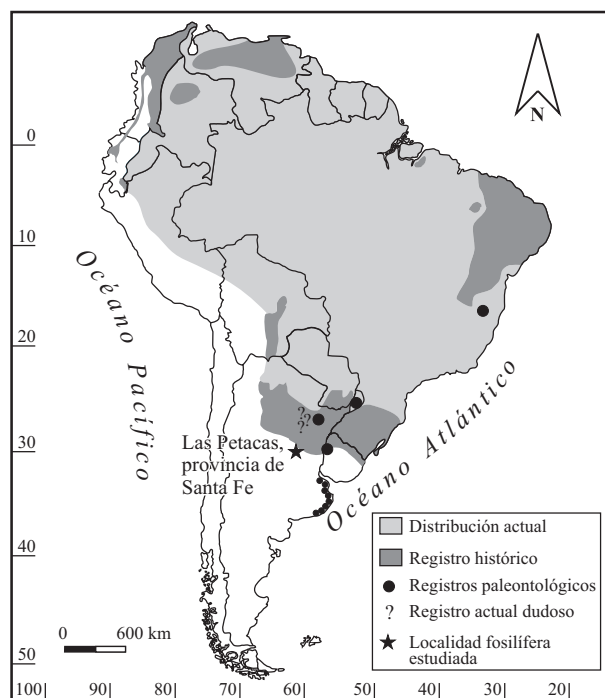 N
0
10
20
30
40
50
Océano Pacífico
Océano Atlántico
? ?
?
Las Petacas,
provincia de
Santa Fe
Distribución actual
Registro histórico
Registros paleontológicos
? Registro actual dudoso
Localidad fosilífera
estudiada
0 600 km
100 90 80 70 60 50 40 30 20